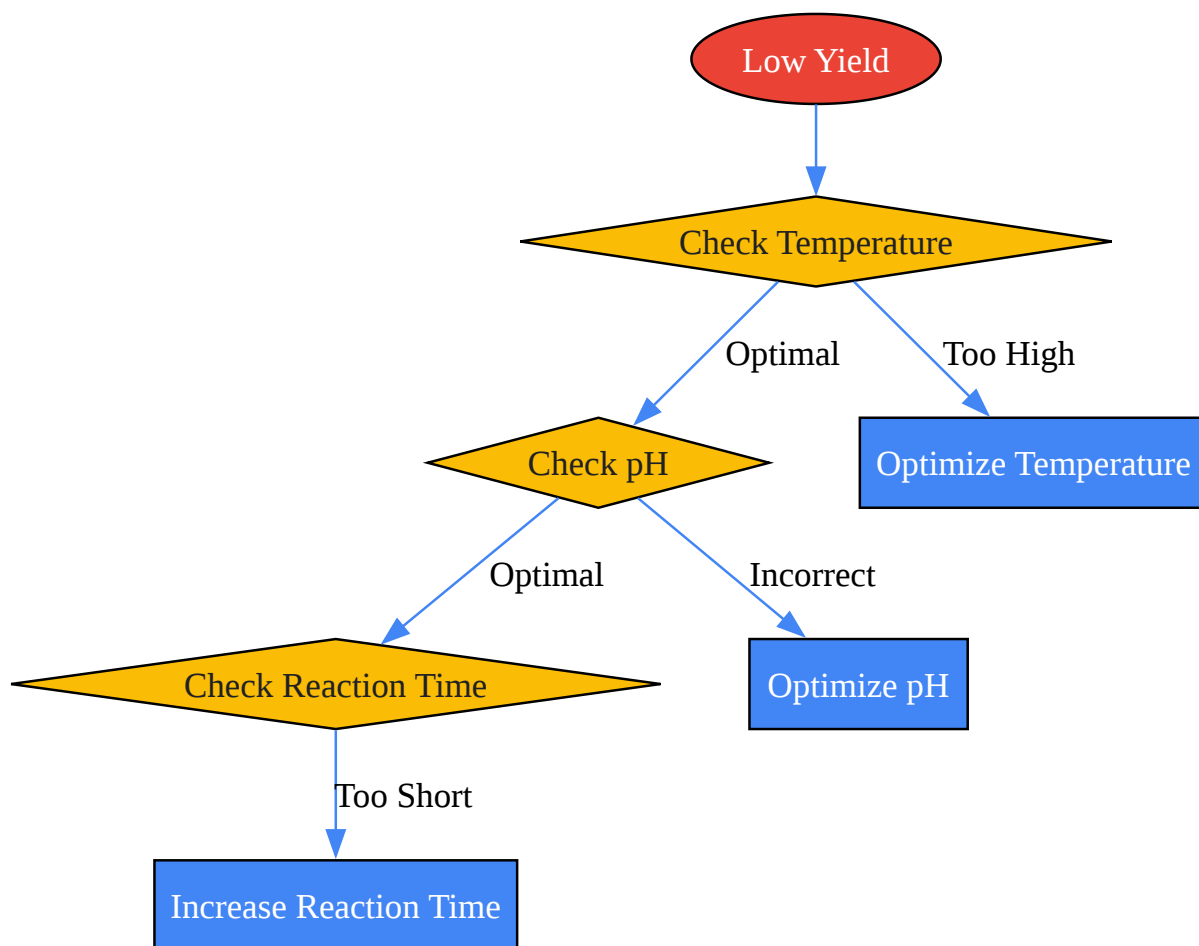 Low Yield
Check Temperature
Optimal
Too High
Check pH
Optimize Temperature
Optimal
Incorrect
Check Reaction Time
Optimize pH
Too Short
Increase Reaction Time